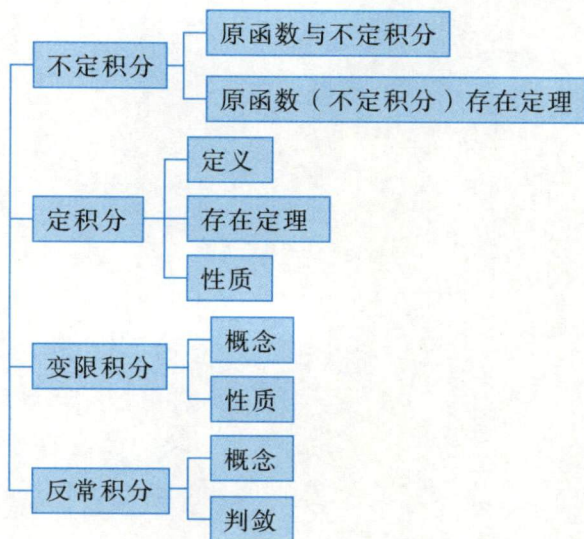 不定积分
原函数与不定积分
原函数（不定积分）存在定理
定积分
定义
存在定理
性质
变限积分
概念
性质
反常积分
概念
判敛